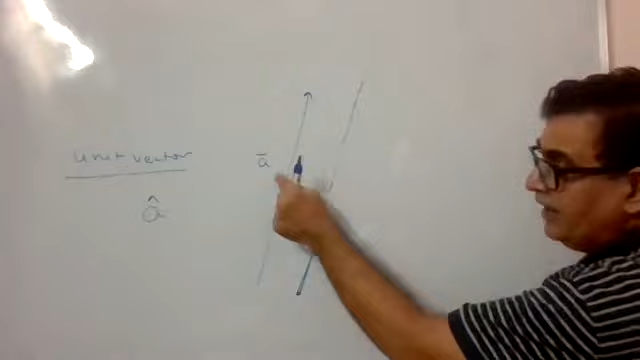 unit vector
â
ā